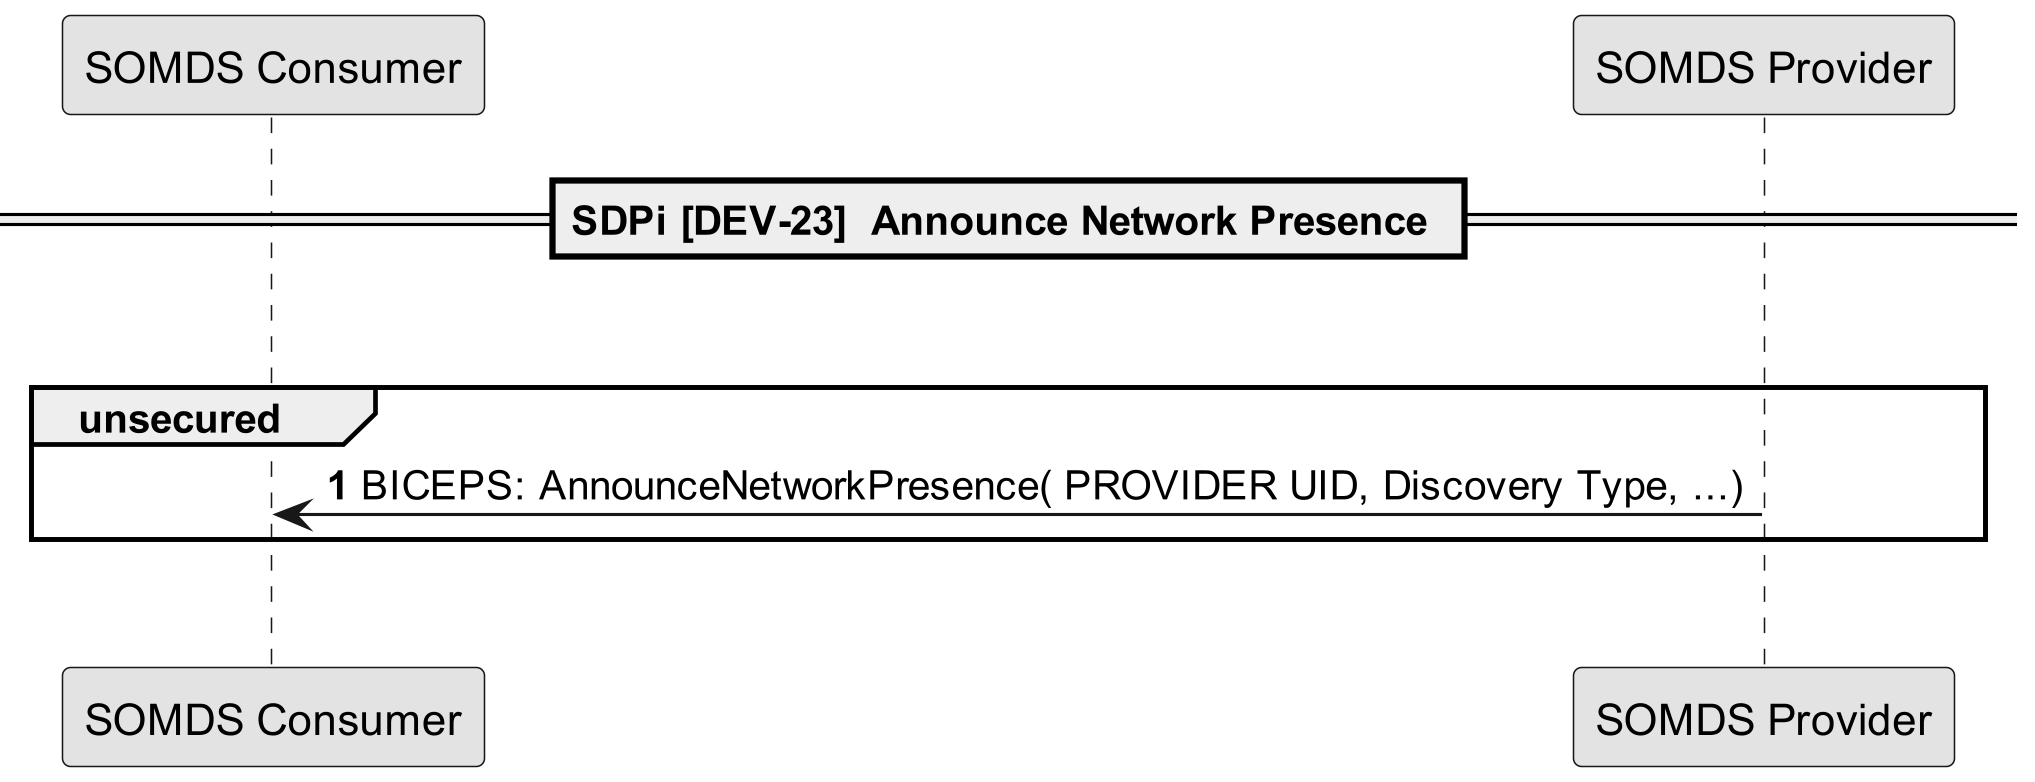 SOMDS Consumer
SOMDS Provider
SDPi [DEV-23]  Announce Network Presence
unsecured
1 BICEPS: AnnounceNetworkPresence( PROVIDER UID, Discovery Type, ...)
SOMDS Consumer
SOMDS Provider